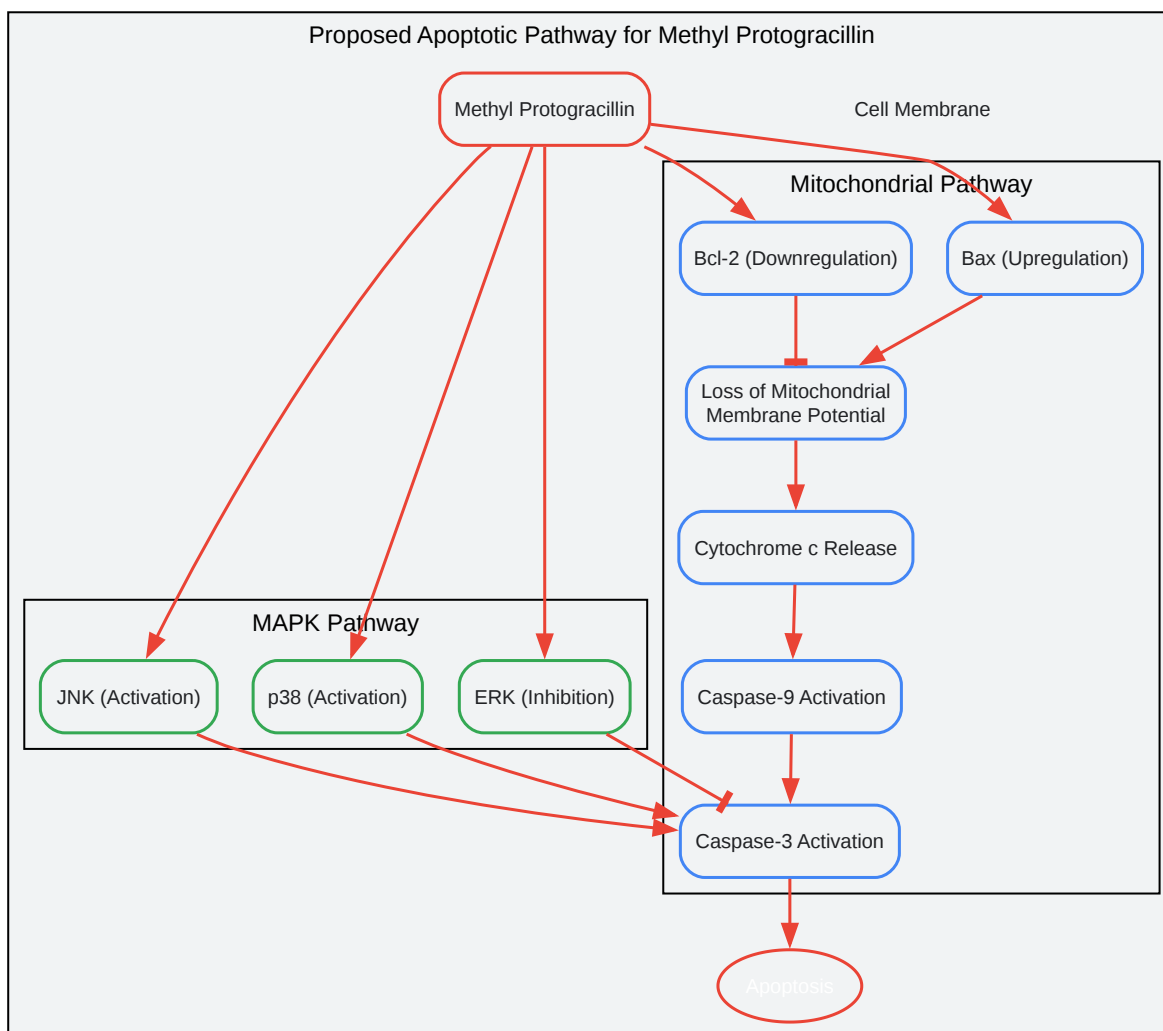 Proposed Apoptotic Pathway for Methyl Protogracillin
Methyl Protogracillin
Cell Membrane
Mitochondrial Pathway
Bcl-2 (Downregulation)
Bax (Upregulation)
Loss of Mitochondrial
Membrane Potential
Cytochrome c Release
MAPK Pathway
JNK (Activation)
p38 (Activation)
ERK (Inhibition)
Caspase-9 Activation
Caspase-3 Activation
Apoptosis